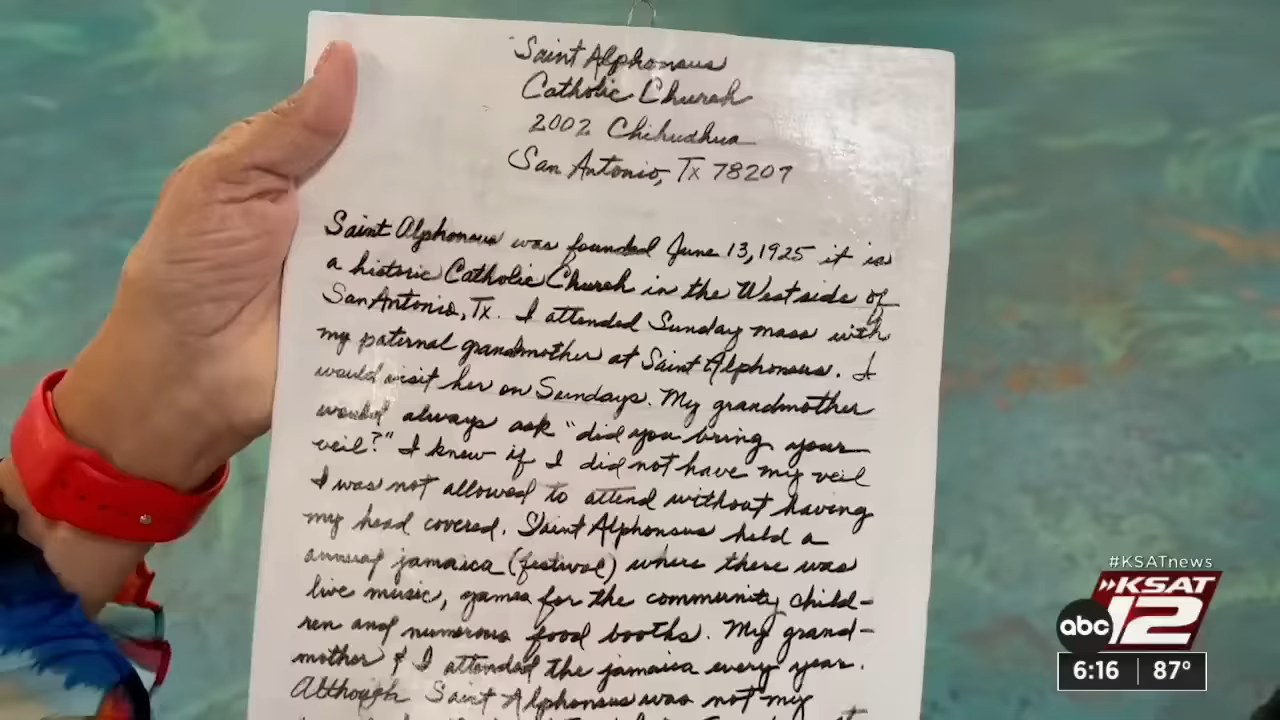 Saint Alphonsus
Catholic Church
2002 Chihuahua
San Antonio, Tx 78207
Saint Alphonsus was founded June 13, 1925 it is
a historic Catholic Church in the Westside of
San Antonio, Tx. I attended Sunday mass with
my paternal grandmother at Saint Alphonsus. I
would visit her on Sundays. My grandmother
would always ask "did you bring your
veil?" I knew if I did not have my veil
I was not allowed to attend without having
my head covered. Saint Alphonsus held a
annual jamaica (festival) where there was
live music, games for the community child-
ren and numerous food booths. My grand-
mother & I attended the jamaica every year.
Although Saint Alphonsus was not my
#KSATnews
KSAT
abc 12
6:16 87°